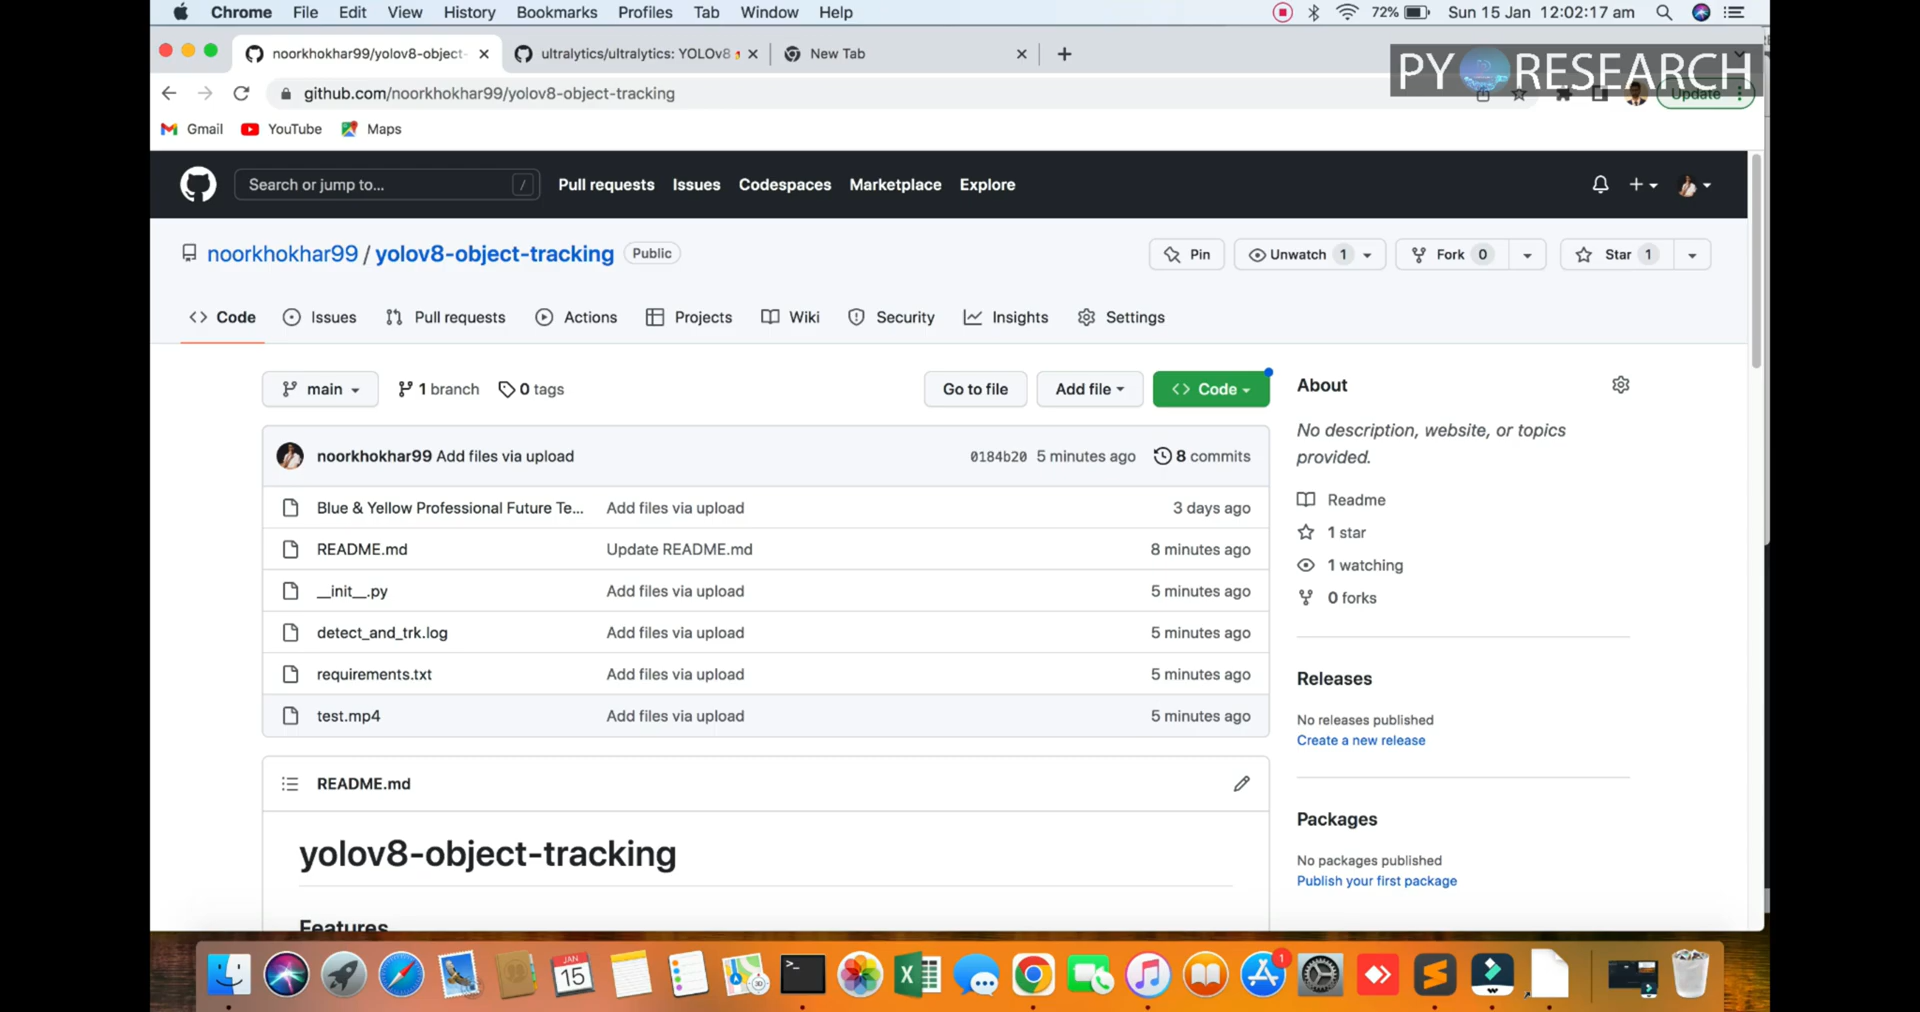 Chrome File Edit View History Bookmarks Profiles Tab Window Help 72% Sun 15 Jan 12:02:17 am
noorkhokhar99/yolov8-object- ultralytics/ultralytics: YOLOv8 New Tab
PY RESEARCH
github.com/noorkhokhar99/yolov8-object-tracking Update
Gmail YouTube Maps
Search or jump to... / Pull requests Issues Codespaces Marketplace Explore
noorkhokhar99 / yolov8-object-tracking Public Pin Unwatch 1 Fork 0 Star 1
Code Issues Pull requests Actions Projects Wiki Security Insights Settings
main 1 branch 0 tags Go to file Add file Code
About
No description, website, or topics
provided.
noorkhokhar99 Add files via upload 0184b20 5 minutes ago 8 commits
Blue & Yellow Professional Future Te... Add files via upload 3 days ago
README.md Update README.md 8 minutes ago
__init__.py Add files via upload 5 minutes ago
detect_and_trk.log Add files via upload 5 minutes ago
requirements.txt Add files via upload 5 minutes ago
test.mp4 Add files via upload 5 minutes ago
Readme
1 star
1 watching
0 forks
Releases
No releases published
Create a new release
README.md
yolov8-object-tracking
Features
Packages
No packages published
Publish your first package
JAN
15
1